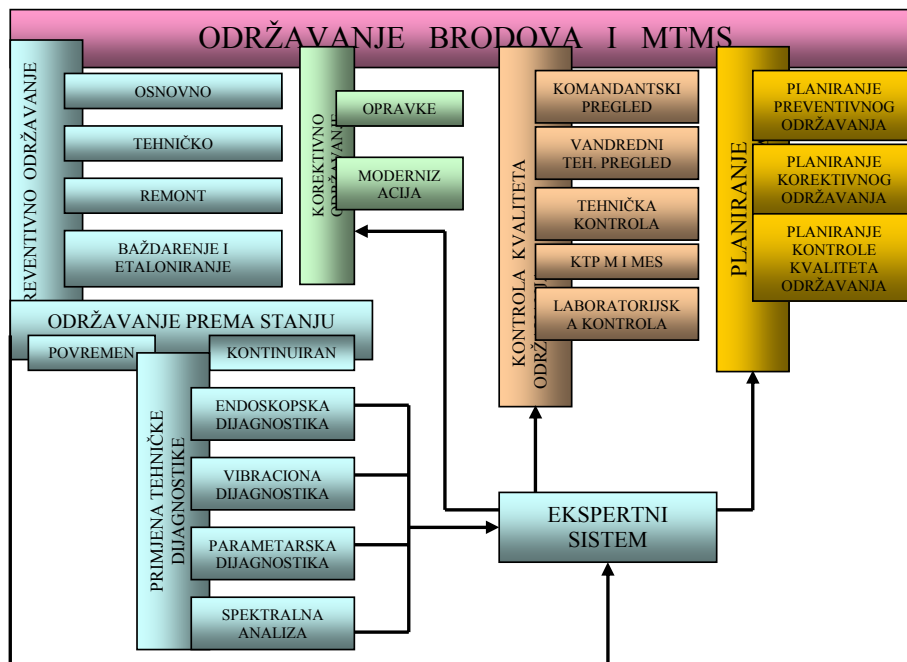 ODRŽAVANJE BRODOVA I MTMS
REVENTIVNO ODRŽAVANJE
OSNOVNO
TEHNIČKO
REMONT
BAŽDARENJE I
ETALONIRANJE
KOREKTIVNO
OPRAVKE
MODERNIZ
ACIJA
KONTROLA KVALITETA
KOMANDANTSKI
PREGLED
VANDREDNI
TEH. PREGLED
TEHNIČKA
KONTROLA
KTP M I MES
LABORATORIJSK
A KONTROLA
PLANIRANJE
PLANIRANJE
PREVENTIVNOG
ODRŽAVANJA
PLANIRANJE
KOREKTIVNOG
ODRŽAVANJA
PLANIRANJE
KONTROLE
KVALITETA
ODRŽAVANJA
ODRŽAVANJE PREMA STANJU
POVREMEN
KONTINUIRAN
PRIMJENA TEHNIČKE
DIJAGNOSTIKE
ENDOSKOPSKA
DIJAGNOSTIKA
VIBRACIONA
DIJAGNOSTIKA
PARAMETARSKA
DIJAGNOSTIKA
SPEKTRALNA
ANALIZA
EKSPERTNI
SISTEM